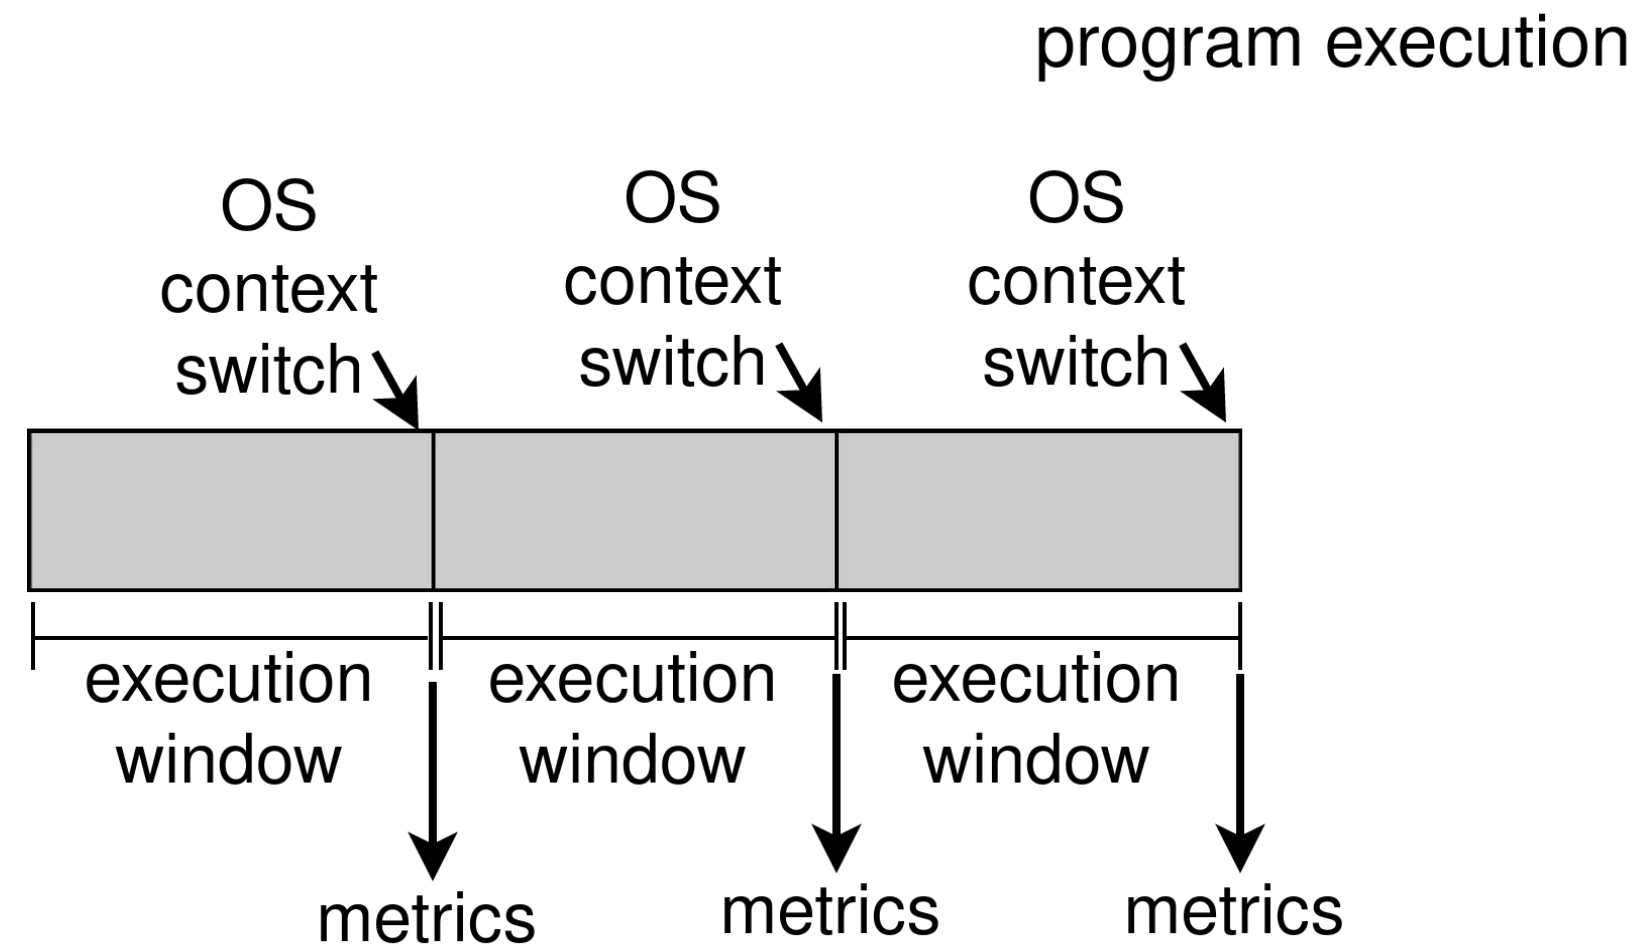 program execution
OS
context
switch
OS
context
switch
OS
context
switch
execution
window
execution
window
execution
window
metrics
metrics
metrics